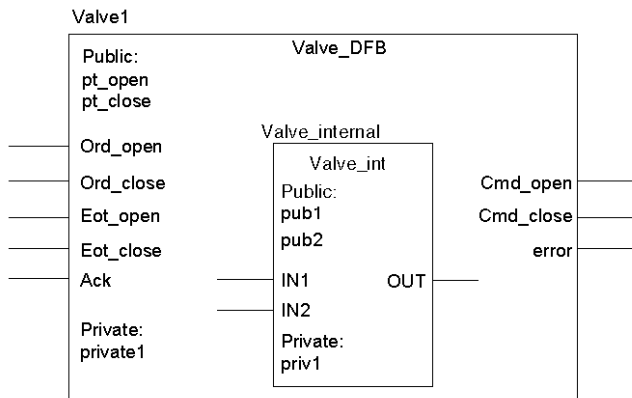 Valve1
Valve_DFB
Public:
pt_open
pt_close
Ord_open
Ord_close
Eot_open
Eot_close
Ack
Private:
private1
Valve_internal
Valve_int
Public:
pub1
pub2
IN1
IN2
OUT
Private:
priv1
Cmd_open
Cmd_close
error